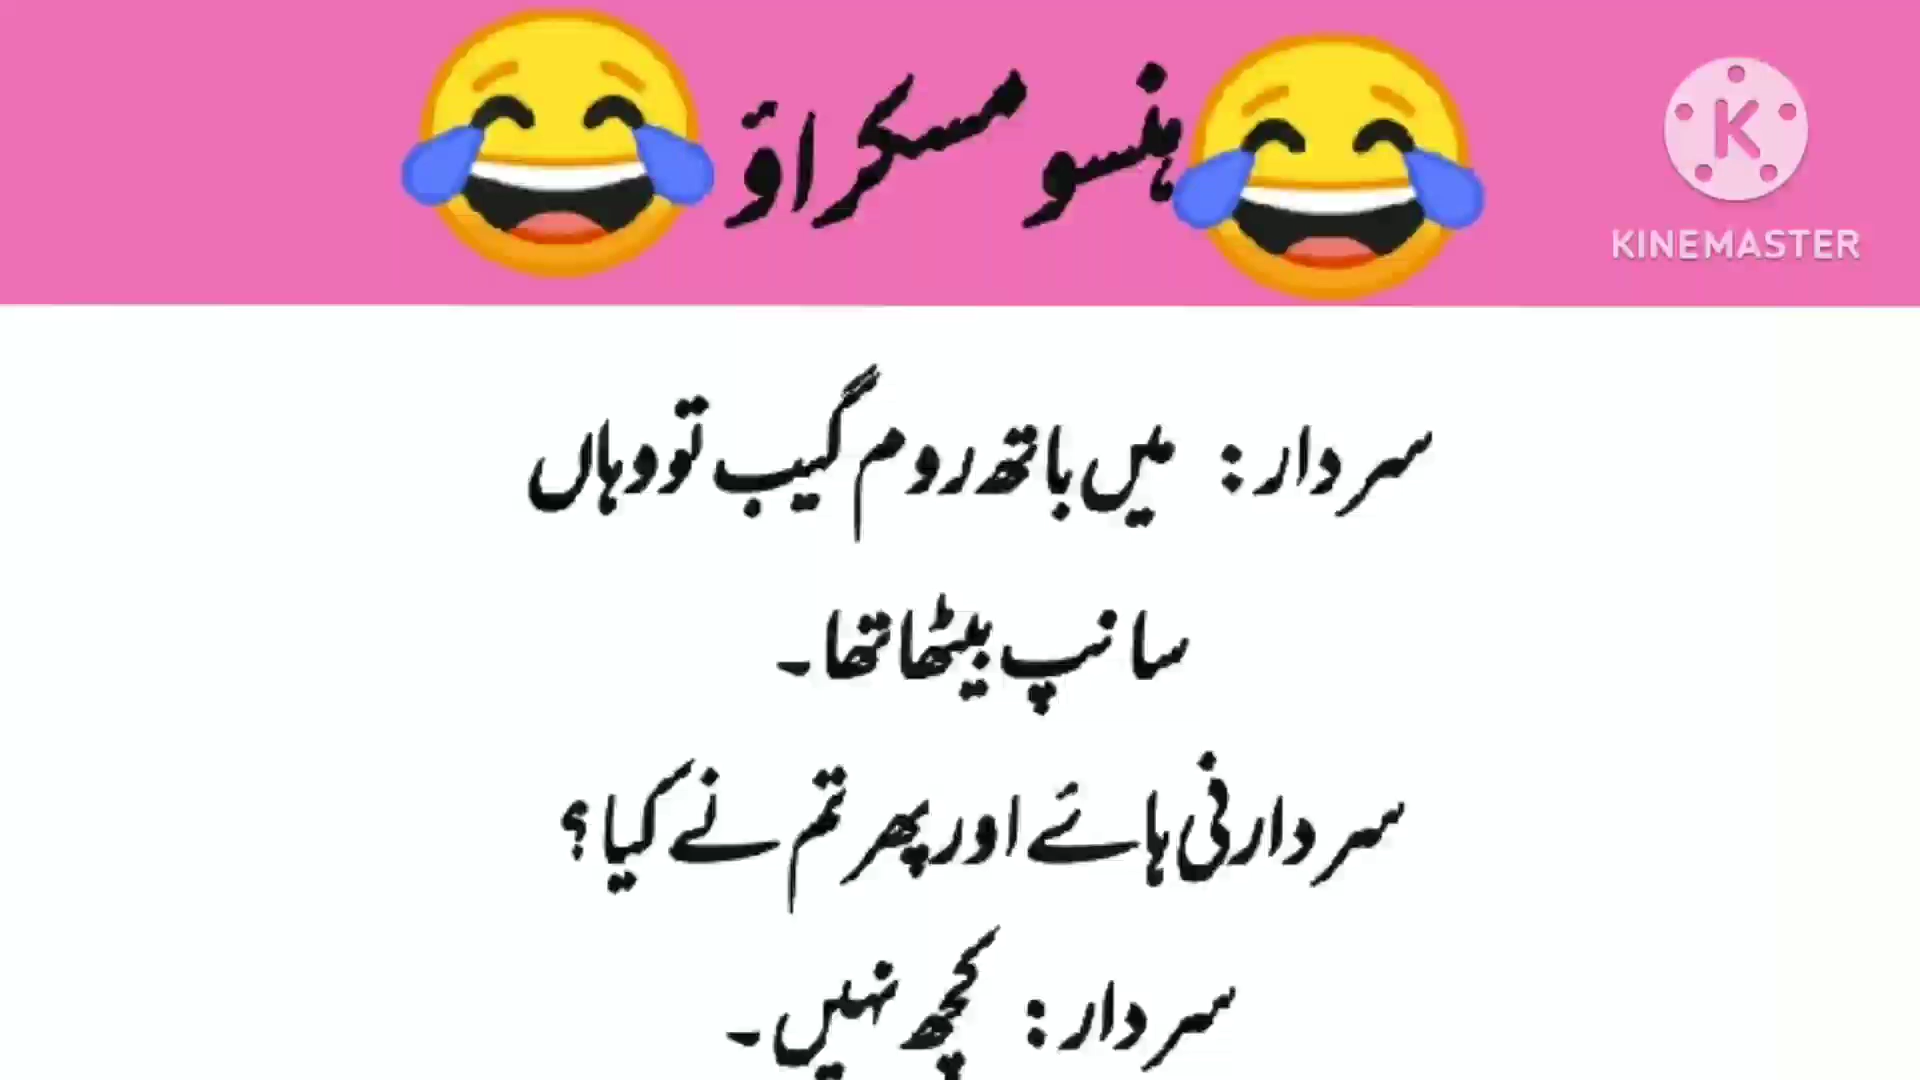 ہنسو مسکراؤ
KINEMASTER
سردار: میں باتھ روم گیب تو وہاں
سانپ بیٹھا تھا۔
سردارنی ہائے اور پھر تم نے کیا؟
سردار: کچھ نہیں۔